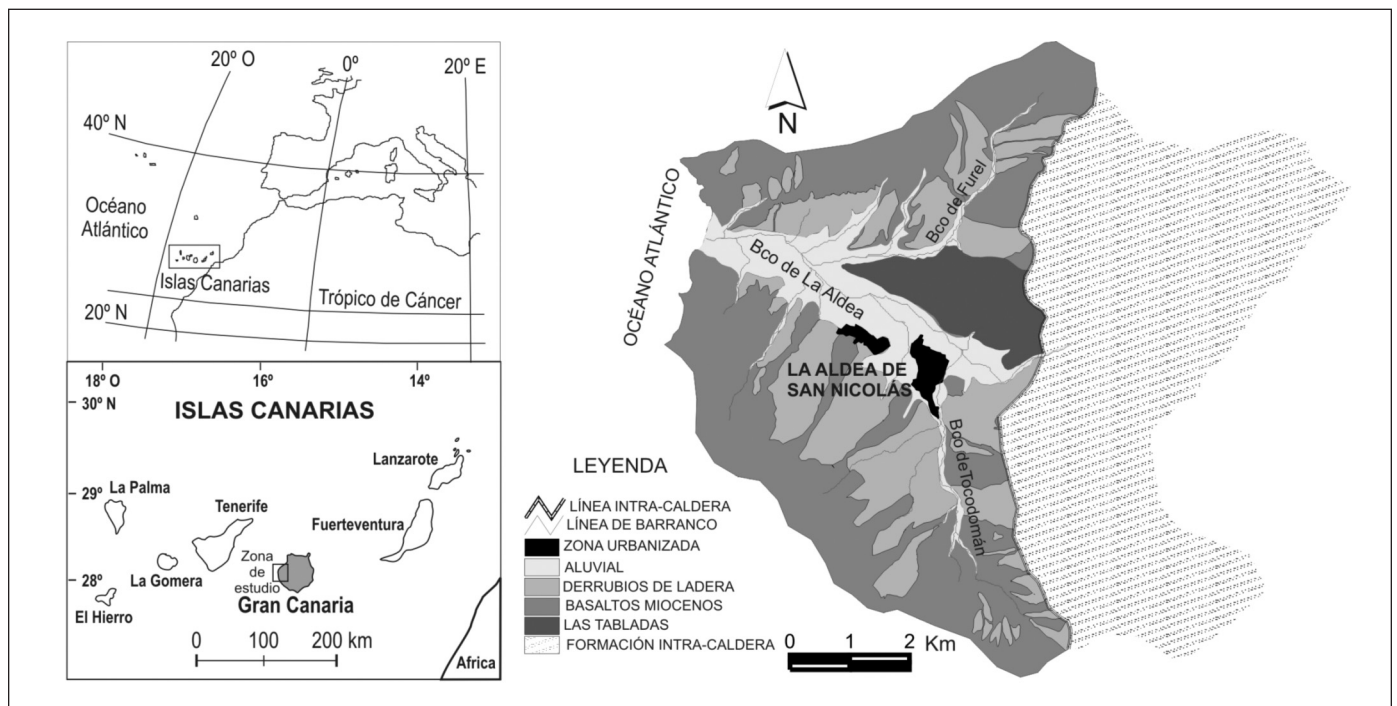 20º O
0º
20º E
40º N
Océano
Atlántico
Islas Canarias
Trópico de Cáncer
20º N
18º O
16º
14º
30º N
ISLAS CANARIAS
Lanzarote
La Palma
29º
Tenerife
Fuerteventura
Zona
de
estudio
La Gomera
28º
Gran Canaria
El Hierro
0 100 200 km
Africa
N
OCÉANO ATLÁNTICO
Bco de Furel
Bco de La Aldea
LA ALDEA DE
SAN NICOLÁS
Bco de Tocodomán
LEYENDA
LÍNEA INTRA-CALDERA
LÍNEA DE BARRANCO
ZONA URBANIZADA
ALUVIAL
DERRUBIOS DE LADERA
BASALTOS MIOCENOS
LAS TABLADAS
FORMACIÓN INTRA-CALDERA
0 1 2 Km